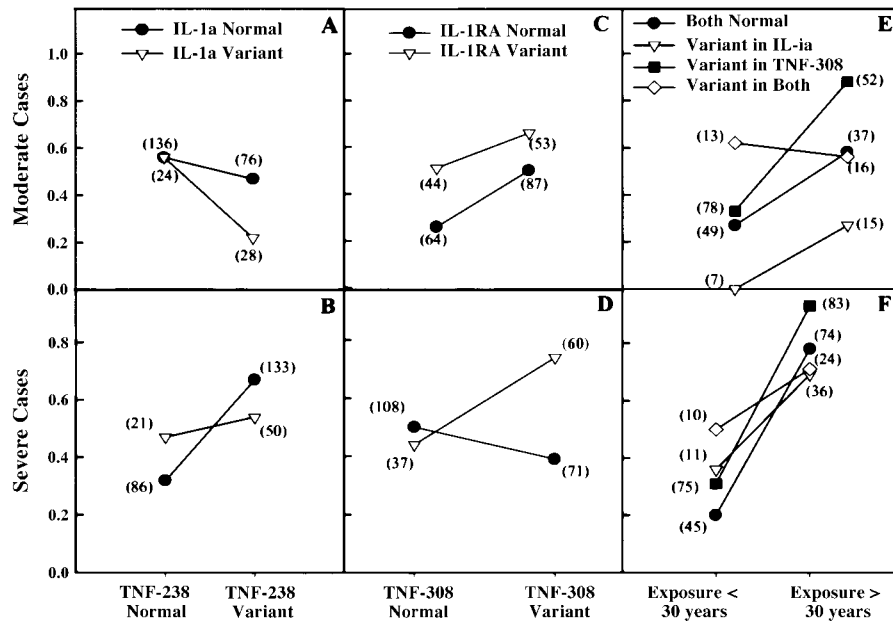 IL-1a Normal
IL-1a Variant
A
IL-1RA Normal
IL-1RA Variant
C
Both Normal
Variant in IL-ia
Variant in TNF-308
Variant in Both
E
Moderate Cases
1.2
1.0
0.8
0.6
0.4
0.2
0.0
(136)
(24)
(76)
(28)
(44)
(64)
(53)
(87)
(13)
(78)
(49)
(7)
(52)
(37)
(16)
(15)
B
D
F
Severe Cases
0.8
0.6
0.4
0.2
0.0
(21)
(86)
(133)
(50)
(108)
(37)
(60)
(71)
(10)
(11)
(75)
(45)
(83)
(74)
(24)
(36)
TNF-238
Normal
TNF-238
Variant
TNF-308
Normal
TNF-308
Variant
Exposure <
30 years
Exposure >
30 years